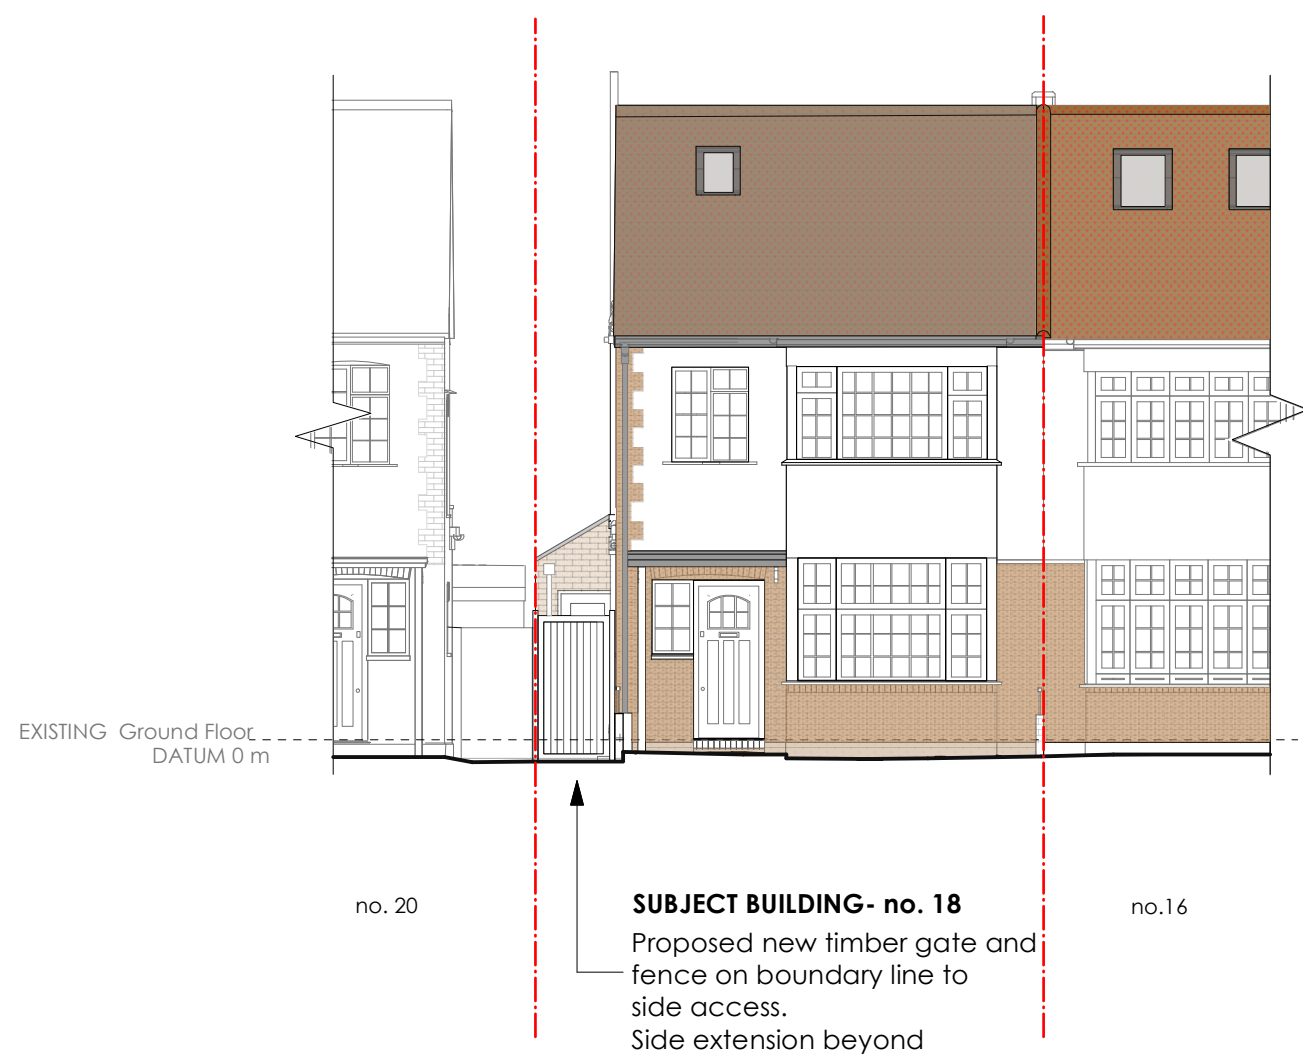 EXISTING Ground Floor
DATUM 0 m
no. 20
SUBJECT BUILDING- no. 18
no.16
Proposed new timber gate and
fence on boundary line to
side access.
Side extension beyond